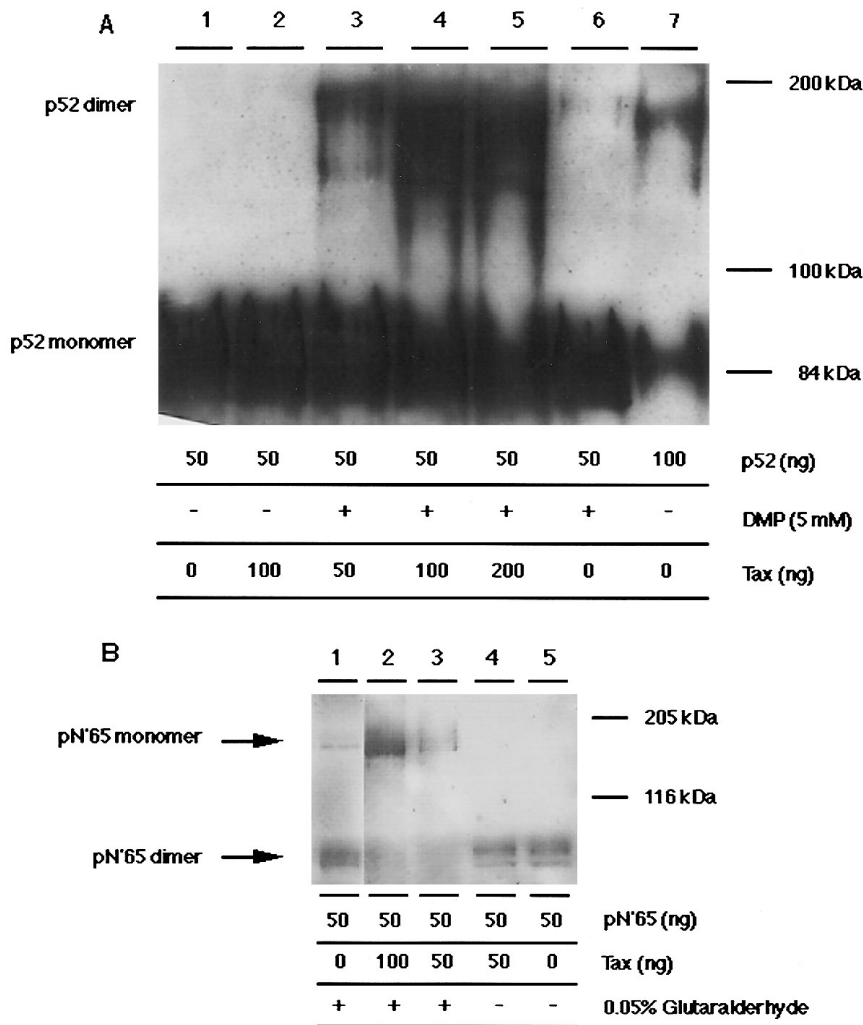 A
1 2 3 4 5 6 7
200 kDa
p52 dimer
100 kDa
p52 monomer
84 kDa
50 50 50 50 50 50 100 p52 (ng)
- - + + + + - DMP (5 mM)
0 100 50 100 200 0 0 Tax (ng)
B
1 2 3 4 5
205 kDa
pN'65 monomer
116 kDa
pN'65 dimer
50 50 50 50 50 pN'65 (ng)
0 100 50 50 0 Tax (ng)
+ + + - - 0.05% Glutaralderhyde